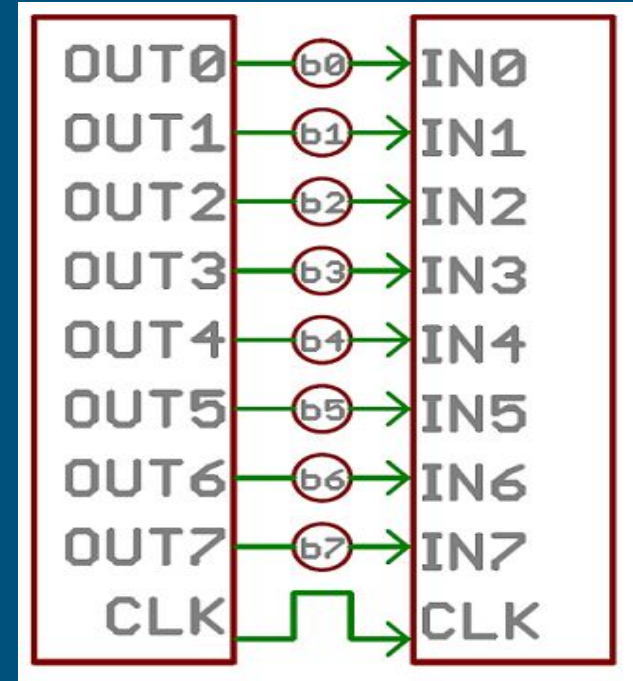 OUT0 b0 IN0
OUT1 b1 IN1
OUT2 b2 IN2
OUT3 b3 IN3
OUT4 b4 IN4
OUT5 b5 IN5
OUT6 b6 IN6
OUT7 b7 IN7
CLK CLK